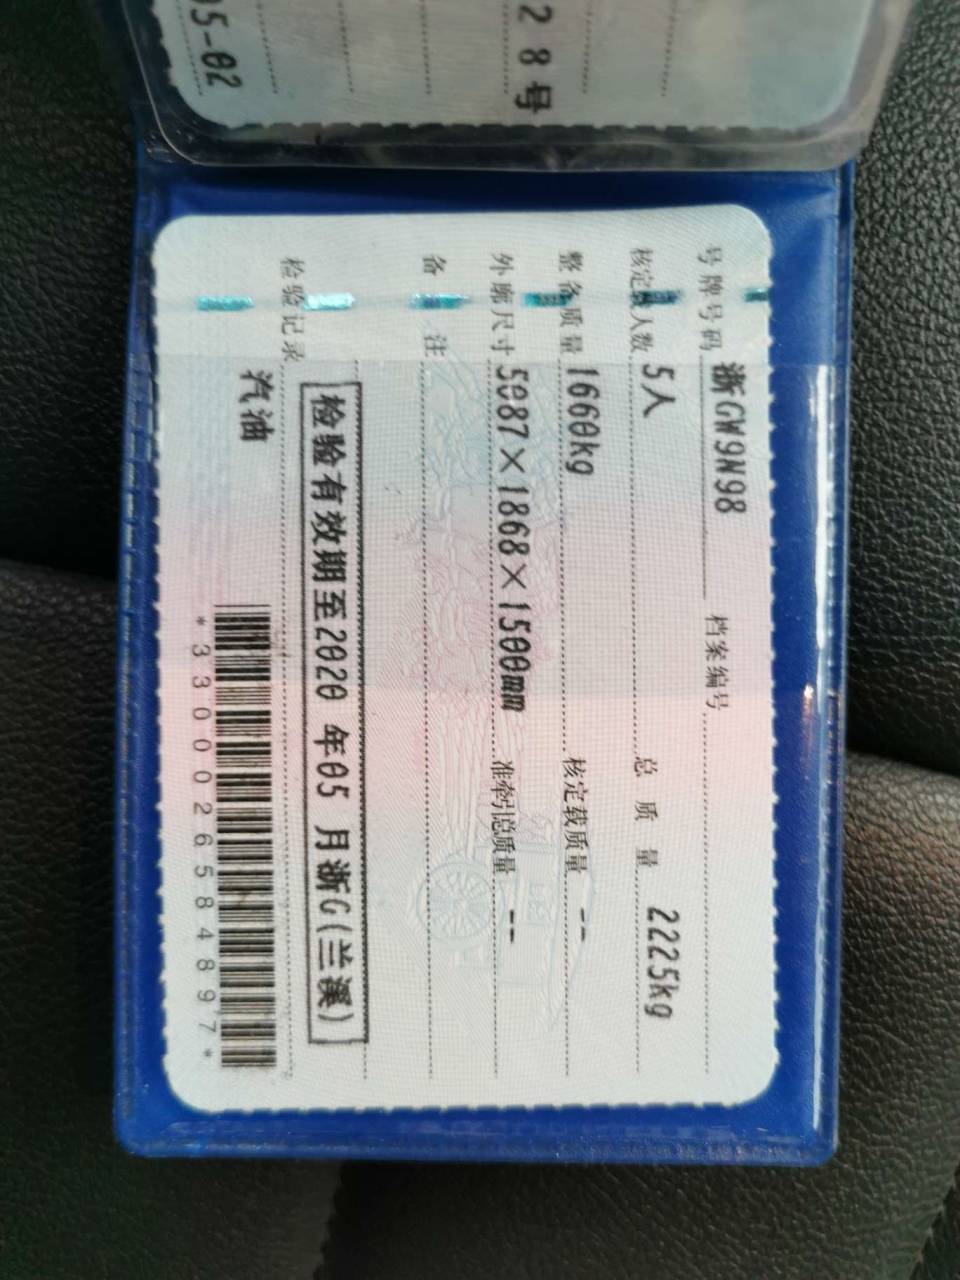 05-02
28号
号牌号码 浙GW9N98 档案编号
核定载人数 5人 总质量 2225kg
整备质量 1660kg 核定载质量 --
外廓尺寸 5087×1868×1500mm 准牵引总质量 --
备注
检验有效期至2020年05月浙G(兰溪)
检验记录
汽油
*3300026584897*